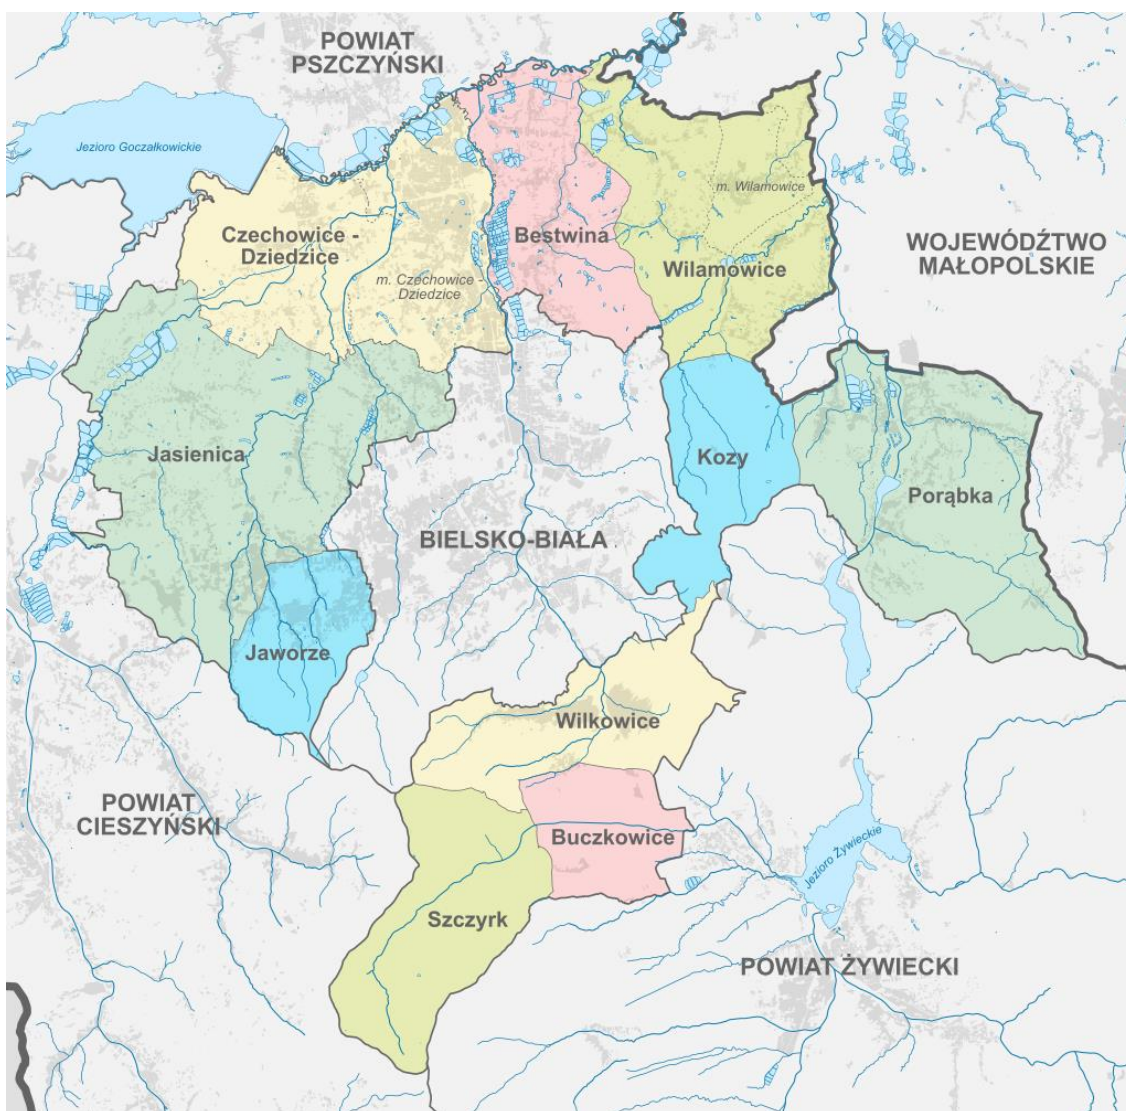 POWIAT
PSZCZYŃSKI
Jezioro Goczałkowickie
m. Wilamowice
Czechowice -
Dziedzice
Bestwina
WOJEWÓDŹTWO
MAŁOPOLSKIE
Wilamowice
m. Czechowice -
Dziedzice
Jasienica
Kozy
Porąbka
BIELSKO-BIAŁA
Jaworze
Wilkowice
POWIAT
CIESZYŃSKI
Buczkowice
Jezioro Żywieckie
Szczyrk
POWIAT ŻYWIECKI